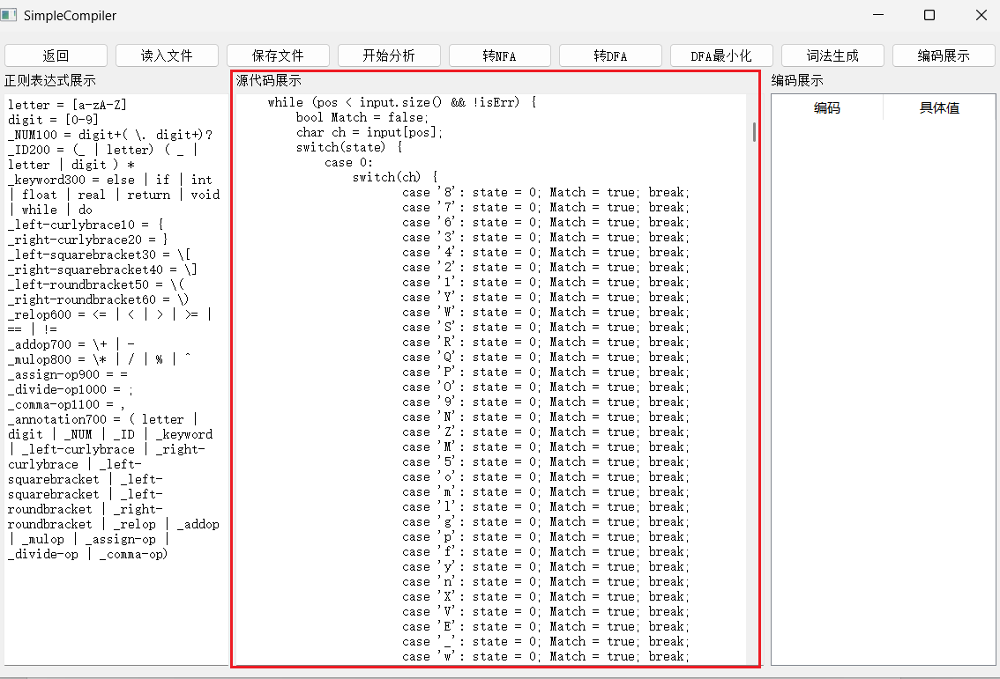 SimpleCompiler
返回
读入文件
保存文件
开始分析
转NFA
转DFA
DFA最小化
词法生成
编码展示
正则表达式展示
letter = [a-zA-Z]
digit = [0-9]
_NUM100 = digit+( \. digit+)?
_ID200 = (_ | letter) ( _ |
letter | digit ) *
_keyword300 = else | if | int
| float | real | return | void
| while | do
_left-curlybrace10 = {
_right-curlybrace20 = }
_left-squarebracket30 = \[
_right-squarebracket40 = \]
_left-roundbracket50 = \(
_right-roundbracket60 = \)
_relop600 = <= | < | > | >= |
== | !=
_addop700 = \+ | -
_mulop800 = \* | / | % | ^
_assign-op900 = =
_divide-op1000 = ;
_comma-op1100 = ,
_annotation700 = ( letter |
digit | _NUM | _ID | _keyword
| _left-curlybrace | _right-
curlybrace | _left-
squarebracket | _left-
squarebracket | _left-
roundbracket | _right-
roundbracket | _relop | _addop
| _mulop | _assign-op |
_divide-op | _comma-op)
源代码展示
while (pos < input.size() && !isErr) {
bool Match = false;
char ch = input[pos];
switch(state) {
case 0:
switch(ch) {
case '8': state = 0; Match = true; break;
case '7': state = 0; Match = true; break;
case '6': state = 0; Match = true; break;
case '3': state = 0; Match = true; break;
case '4': state = 0; Match = true; break;
case '2': state = 0; Match = true; break;
case '1': state = 0; Match = true; break;
case 'Y': state = 0; Match = true; break;
case 'W': state = 0; Match = true; break;
case 'S': state = 0; Match = true; break;
case 'R': state = 0; Match = true; break;
case 'Q': state = 0; Match = true; break;
case 'P': state = 0; Match = true; break;
case 'O': state = 0; Match = true; break;
case '9': state = 0; Match = true; break;
case 'N': state = 0; Match = true; break;
case 'Z': state = 0; Match = true; break;
case 'M': state = 0; Match = true; break;
case '5': state = 0; Match = true; break;
case 'o': state = 0; Match = true; break;
case 'm': state = 0; Match = true; break;
case 'l': state = 0; Match = true; break;
case 'g': state = 0; Match = true; break;
case 'p': state = 0; Match = true; break;
case 'f': state = 0; Match = true; break;
case 'y': state = 0; Match = true; break;
case 'n': state = 0; Match = true; break;
case 'X': state = 0; Match = true; break;
case 'V': state = 0; Match = true; break;
case 'E': state = 0; Match = true; break;
case '_': state = 0; Match = true; break;
case 'w': state = 0; Match = true; break;
编码展示
编码
具体值